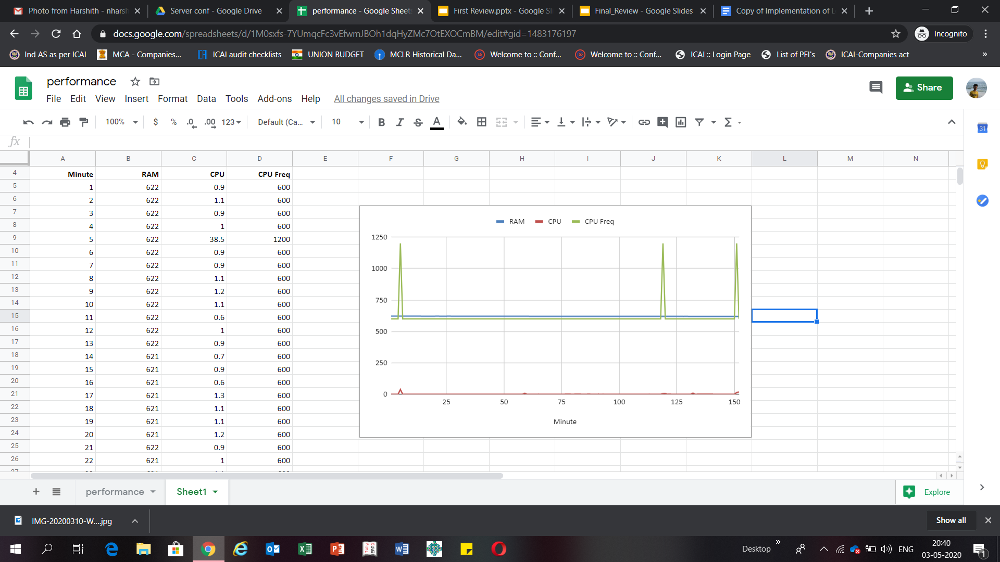 Photo from Harshith - nharsh
Server conf - Google Drive
performance - Google Sheets
First Review.pptx - Google Sl
Final_Review - Google Slides
Copy of Implementation of L
docs.google.com/spreadsheets/d/1M0sxfs-7YUmqcFc3vEfwmJBOh1dqHyZMc7OtEXOCmBM/edit#gid=1483176197
Incognito
Ind AS as per ICAI
MCA - Companies...
ICAI audit checklists
UNION BUDGET
MCLR Historical Da...
Welcome to :: Conf...
Welcome to :: Conf...
ICAI :: Login Page
List of PFI's
ICAI-Companies act
»
performance
Share
File Edit View Insert Format Data Tools Add-ons Help All changes saved in Drive
100% $ % .0 .00 123 Default (Ca... 10 B I S A Σ
31
fx
A B C D E F G H I J K L M N
4 Minute RAM CPU CPU Freq
5 1 622 0.9 600
6 2 622 1.1 600
7 3 622 0.9 600
8 4 622 1 600
9 5 622 38.5 1200
10 6 622 0.9 600
11 7 622 0.9 600
12 8 622 1.1 600
13 9 622 1.2 600
14 10 622 1.1 600
15 11 622 0.6 600
16 12 622 1 600
17 13 622 0.9 600
18 14 621 0.7 600
19 15 621 0.9 600
20 16 621 0.6 600
21 17 621 1.3 600
22 18 621 1.1 600
23 19 621 1.1 600
24 20 621 1.2 600
25 21 622 0.9 600
26 22 621 1 600
RAM CPU CPU Freq
1250
1000
750
500
250
0
25 50 75 100 125 150
Minute
performance
Sheet1
Explore
IMG-20200310-W....jpg
Show all
Desktop
»
ENG
20:40
03-05-2020
1